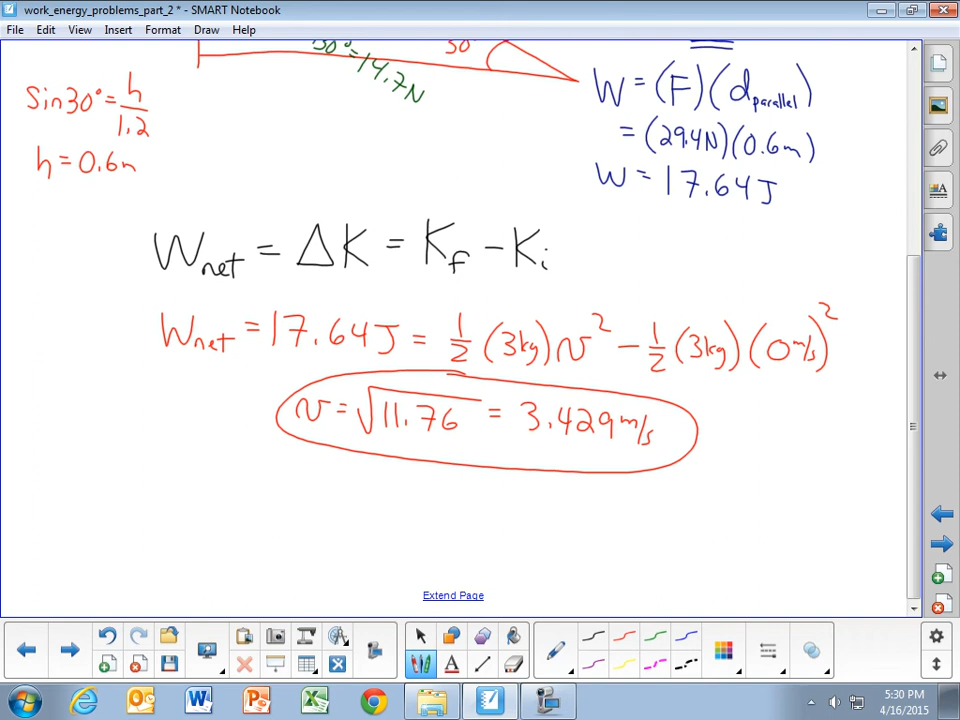 work_energy_problems_part_2 * - SMART Notebook
File Edit View Insert Format Draw Help
30°=14.7N
30°
sin30° = h/1.2
h = 0.6m
W = (F)(d parallel)
= (29.4N)(0.6m)
W = 17.64J
Wnet = ΔK = Kf - Ki
Wnet = 17.64J = 1/2 (3kg) v² - 1/2 (3kg)(0 m/s)²
v = √11.76 = 3.429 m/s
Extend Page
5:30 PM
4/16/2015